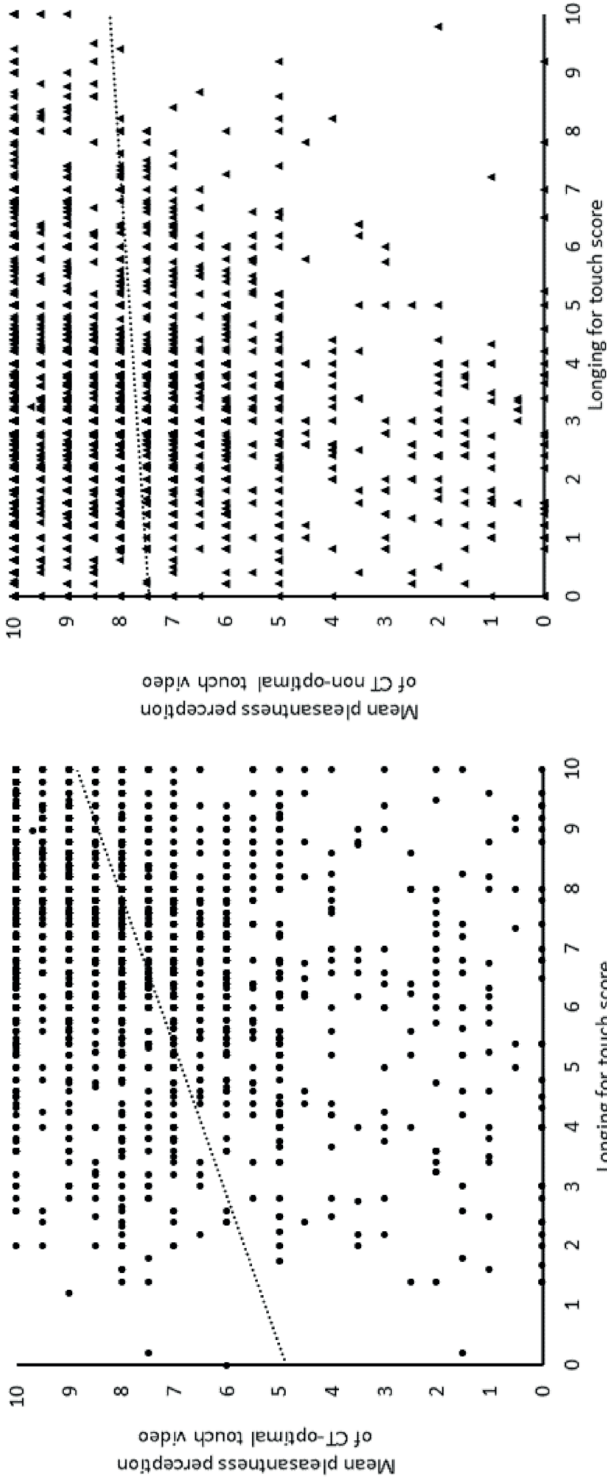 Mean pleasantness perception
of CT-optimal touch video
10
9
8
7
6
5
4
3
2
1
0
0 1 2 3 4 5 6 7 8 9 10
Longing for touch score
Mean pleasantness perception
of CT non-optimal touch video
10
9
8
7
6
5
4
3
2
1
0
0 1 2 3 4 5 6 7 8 9 10
Longing for touch score